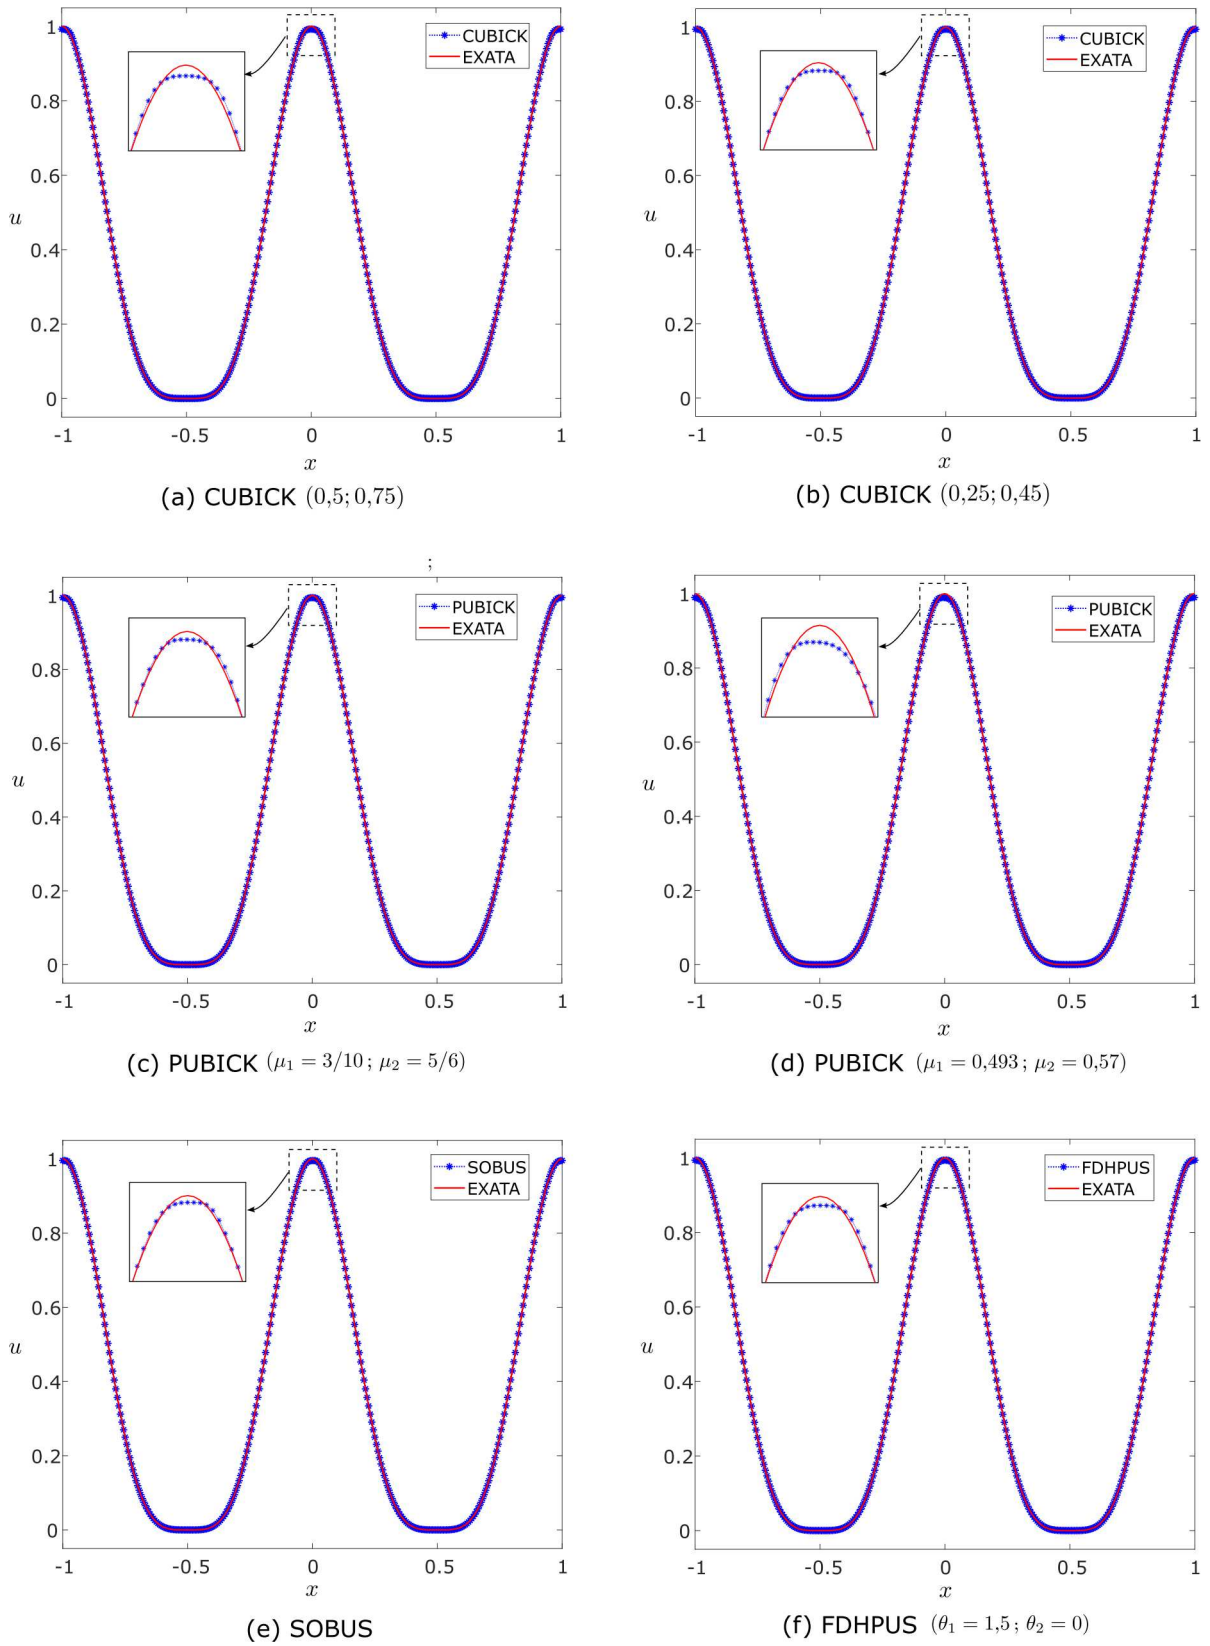 1
0.8
0.6
u
0.4
0.2
0
-1 -0.5 0 0.5 1
x
CUBICK
EXATA
(a) CUBICK (0,5; 0,75)
1
0.8
0.6
u
0.4
0.2
0
-1 -0.5 0 0.5 1
x
CUBICK
EXATA
(b) CUBICK (0,25; 0,45)
;
1
0.8
0.6
u
0.4
0.2
0
-1 -0.5 0 0.5 1
x
PUBICK
EXATA
(c) PUBICK (μ₁ = 3/10 ; μ₂ = 5/6)
1
0.8
0.6
u
0.4
0.2
0
-1 -0.5 0 0.5 1
x
PUBICK
EXATA
(d) PUBICK (μ₁ = 0,493 ; μ₂ = 0,57)
1
0.8
0.6
u
0.4
0.2
0
-1 -0.5 0 0.5 1
x
SOBUS
EXATA
(e) SOBUS
1
0.8
0.6
u
0.4
0.2
0
-1 -0.5 0 0.5 1
x
FDHPUS
EXATA
(f) FDHPUS (θ₁ = 1,5 ; θ₂ = 0)